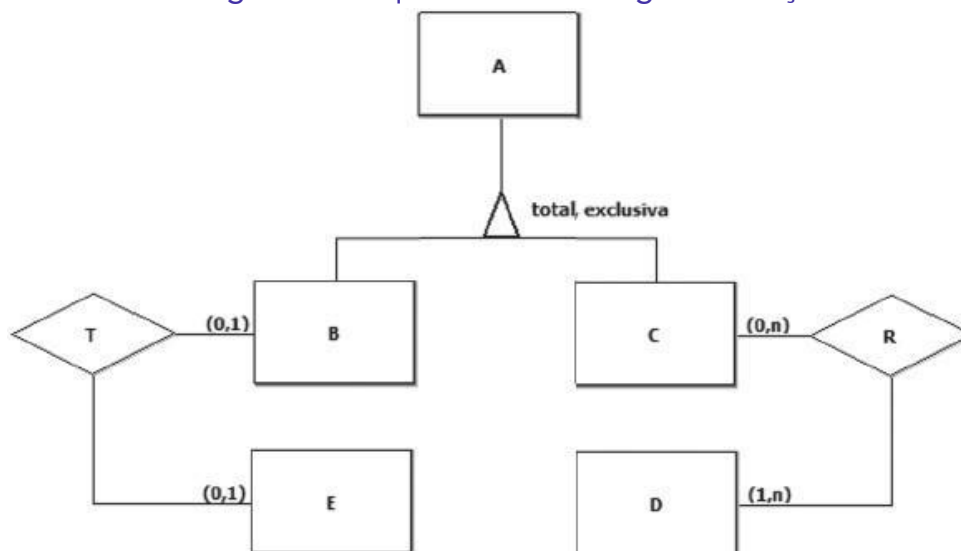 A
total, exclusiva
T
(0,1)
B
C
(0,n)
R
(0,1)
E
D
(1,n)